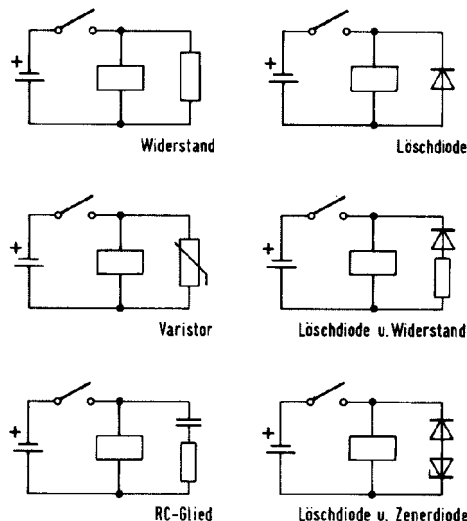 +
+
Widerstand
Löschdiode
+
+
Varistor
Löschdiode u. Widerstand
+
+
RC-Glied
Löschdiode u. Zenerdiode